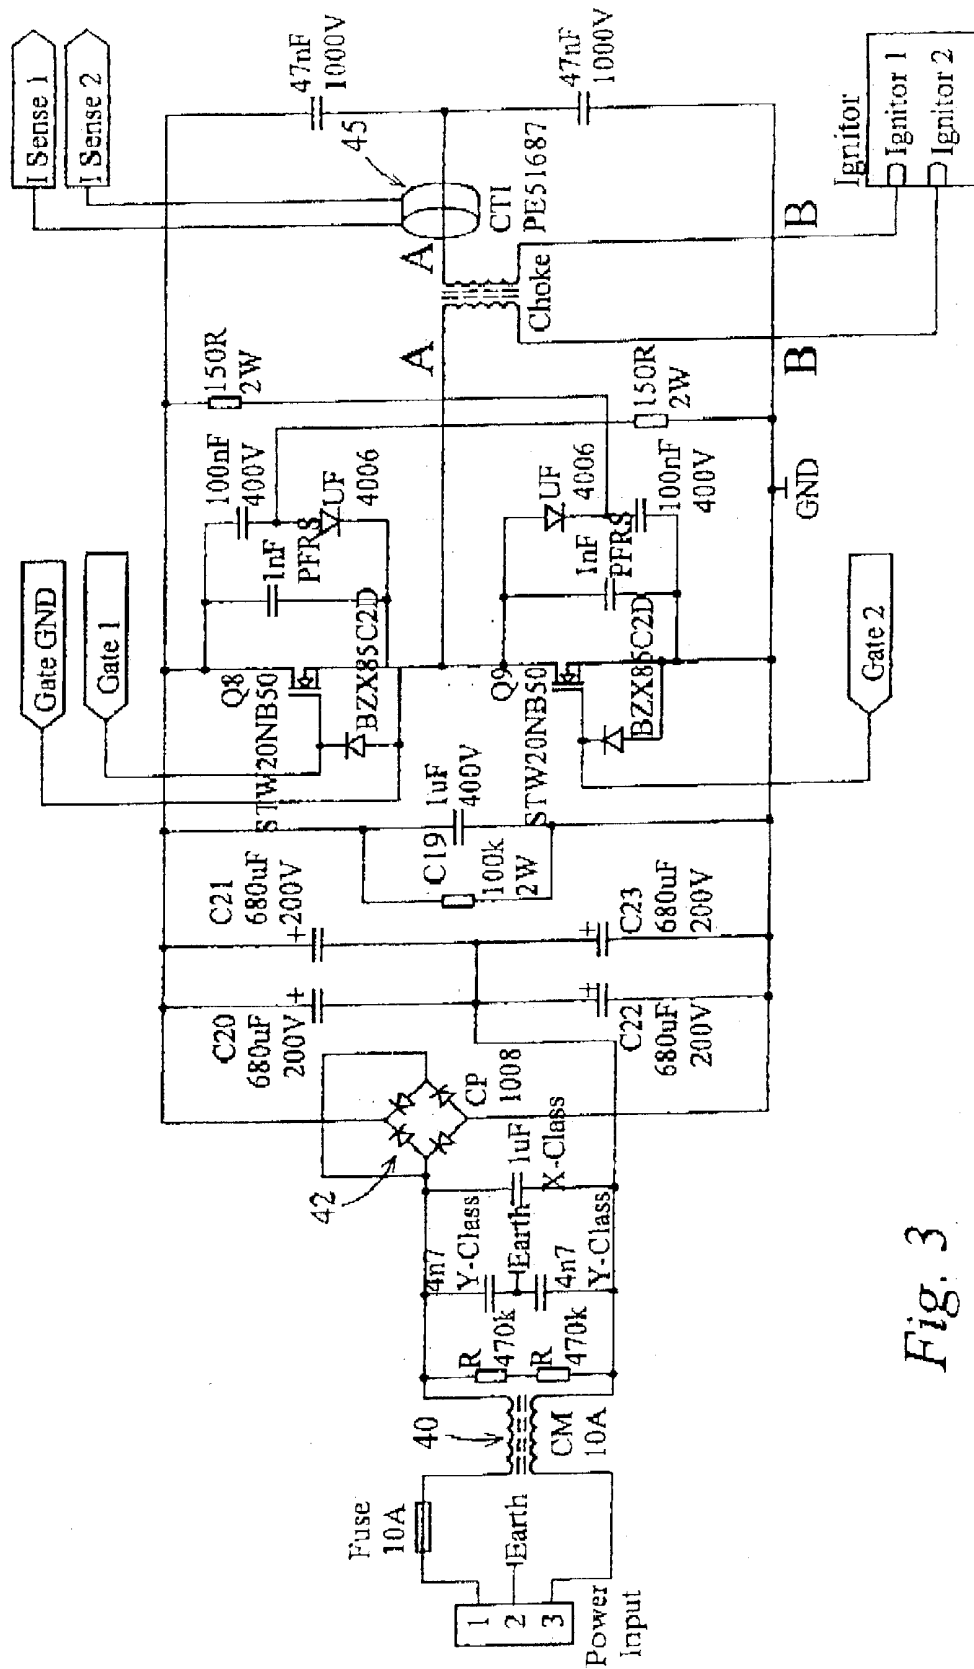 Power
Input
1
2
3
Fuse
10A
Earth
40
CM
10A
R
470k
R
470k
4n7
Y-Class
Earth
4n7
Y-Class
1uF
X-Class
42
CP
1008
C20
680uF
200V
+
C21
680uF
200V
+
C22
680uF
200V
+
C23
680uF
200V
+
C19
1uF
400V
100k
2W
Gate GND
Gate 1
Q8
STW20NB50
BZX85C2D
1nF
PFRS
100nF
400V
UF
4006
150R
2W
Q9
STW20NB50
BZX85C2D
1nF
PFRS
UF
4006
100nF
400V
150R
2W
Gate 2
GND
A
A
Choke
B
B
CTI
PE51687
45
I Sense 1
I Sense 2
47nF
1000V
47nF
1000V
Ignitor
Ignitor 1
Ignitor 2
Fig. 3